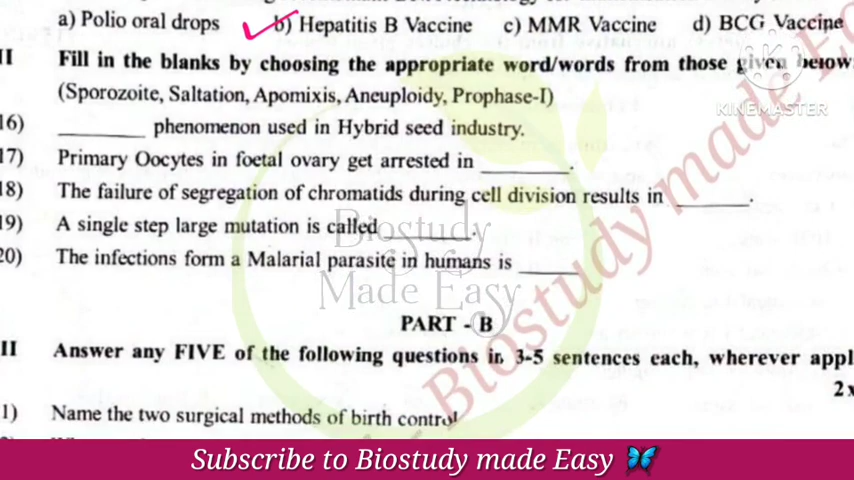 a) Polio oral drops b) Hepatitis B Vaccine c) MMR Vaccine d) BCG Vaccine
II Fill in the blanks by choosing the appropriate word/words from those given below
(Sporozoite, Saltation, Apomixis, Aneuploidy, Prophase-I)
KINEMASTER
16) ________ phenomenon used in Hybrid seed industry.
17) Primary Oocytes in foetal ovary get arrested in ________.
18) The failure of segregation of chromatids during cell division results in ________.
19) A single step large mutation is called ________.
20) The infections form a Malarial parasite in humans is ________
Biostudy
Made Easy
Biostudy made Ea
PART - B
II Answer any FIVE of the following questions in 3-5 sentences each, wherever appl
2x
1) Name the two surgical methods of birth control
Subscribe to Biostudy made Easy 🦋